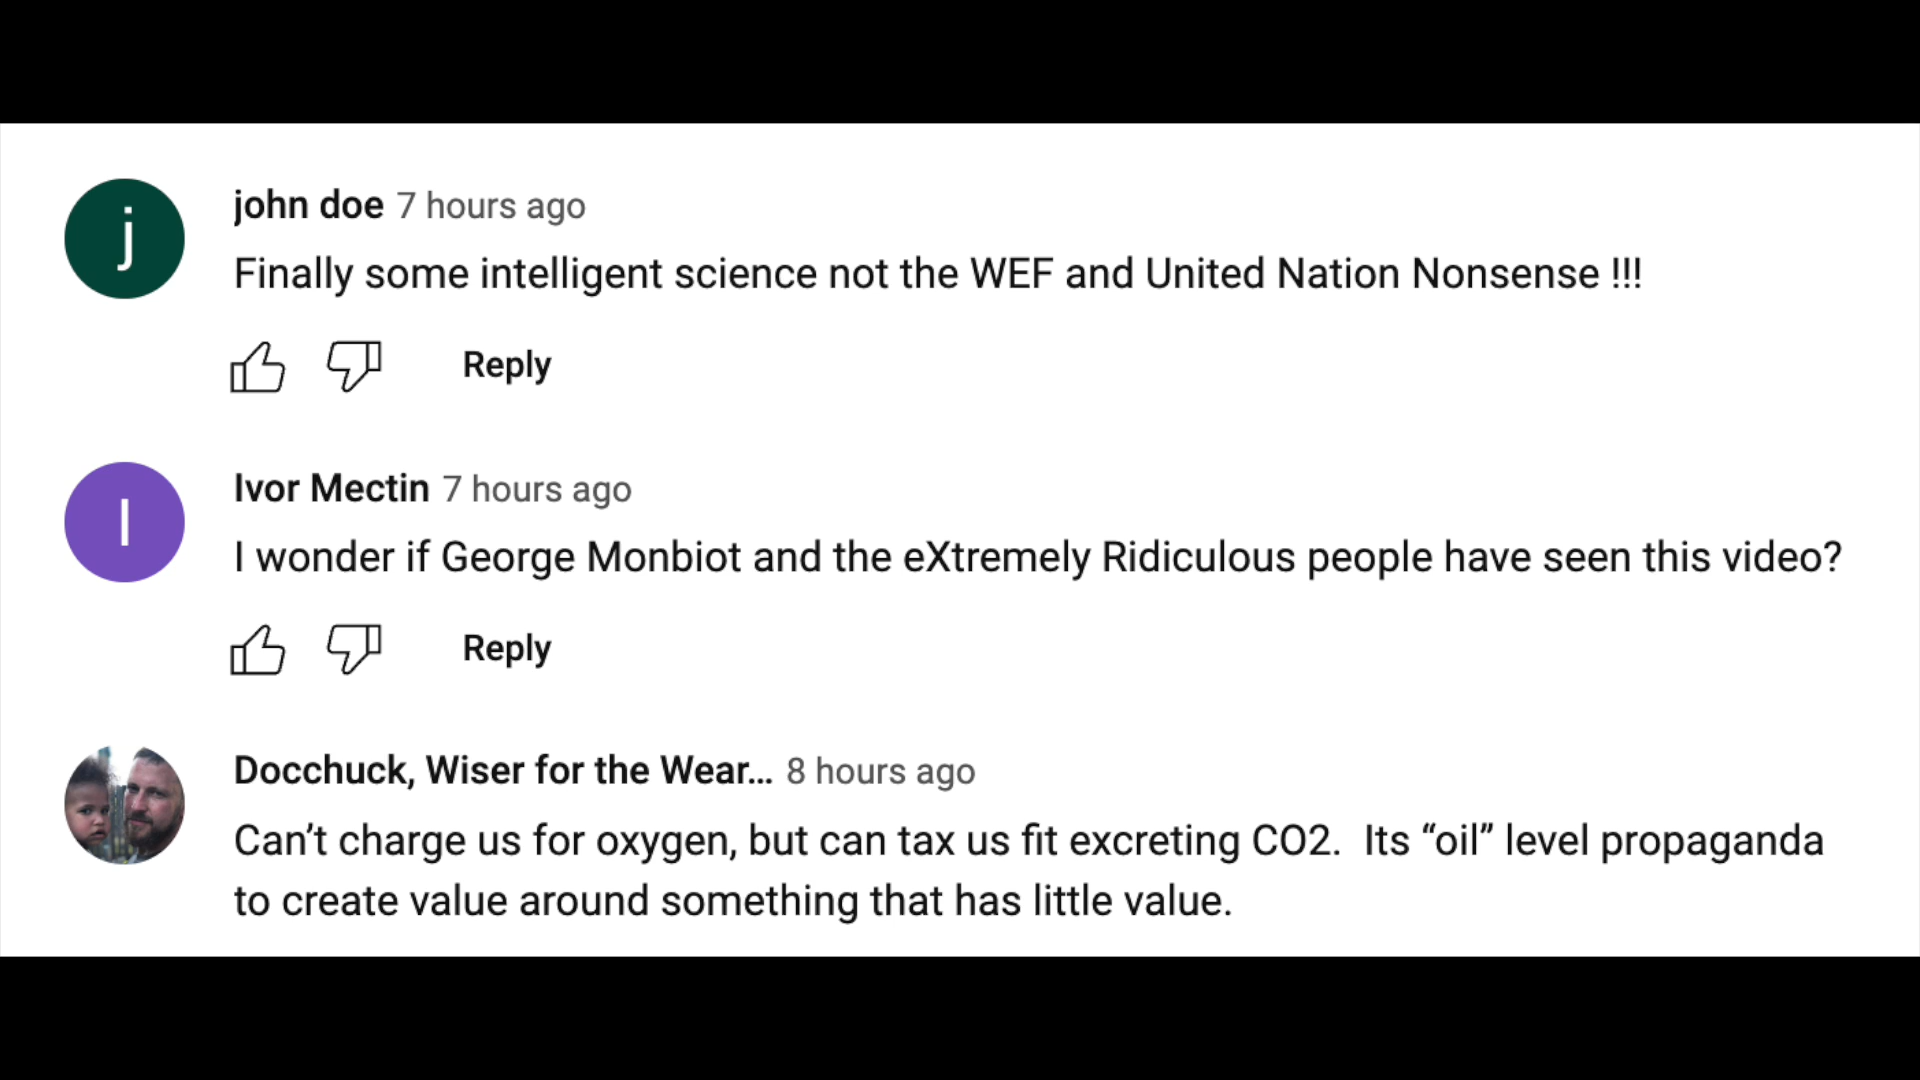 j
john doe 7 hours ago
Finally some intelligent science not the WEF and United Nation Nonsense !!!
Reply
I
Ivor Mectin 7 hours ago
I wonder if George Monbiot and the eXtremely Ridiculous people have seen this video?
Reply
Docchuck, Wiser for the Wear... 8 hours ago
Can’t charge us for oxygen, but can tax us fit excreting CO2.  Its “oil” level propaganda
to create value around something that has little value.